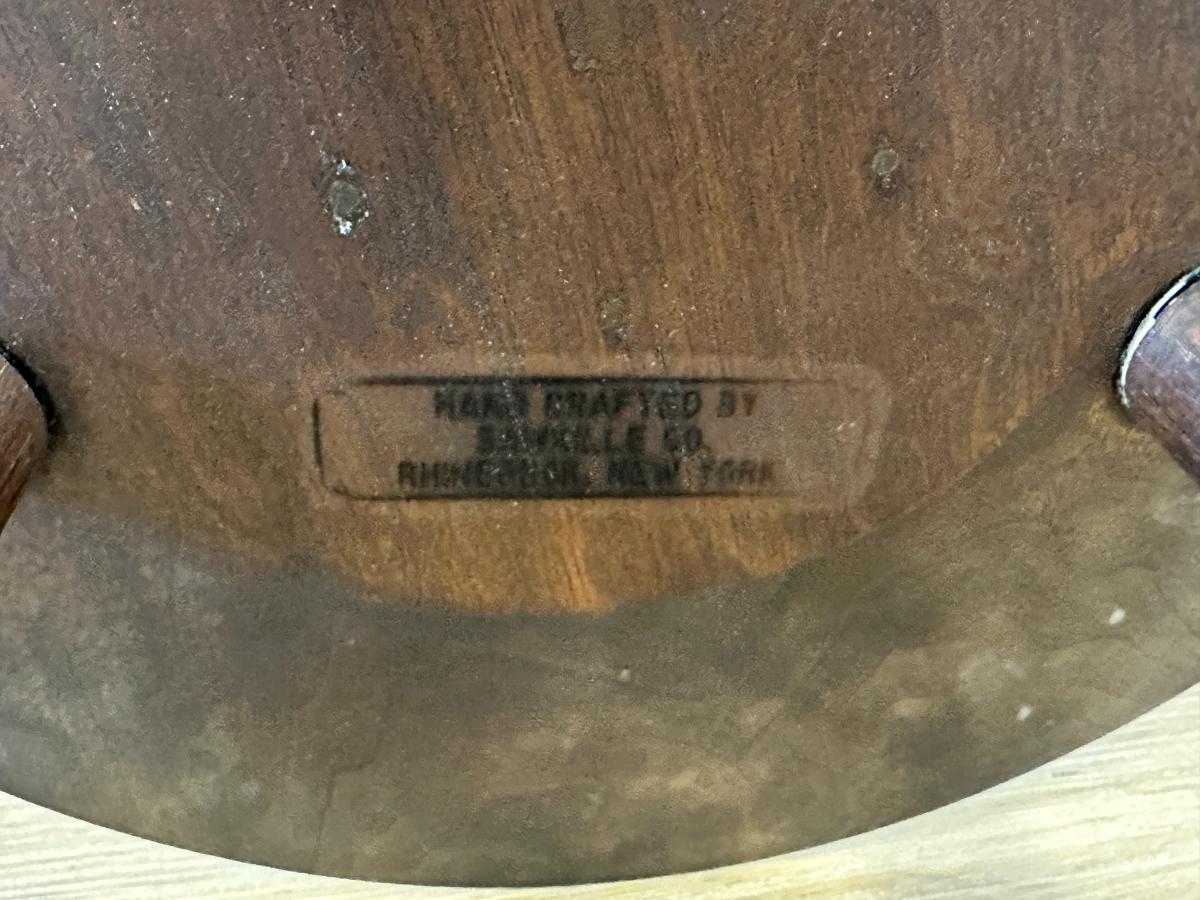 HAND CRAFTED BY
CO.
RHINEBECK, NEW YORK